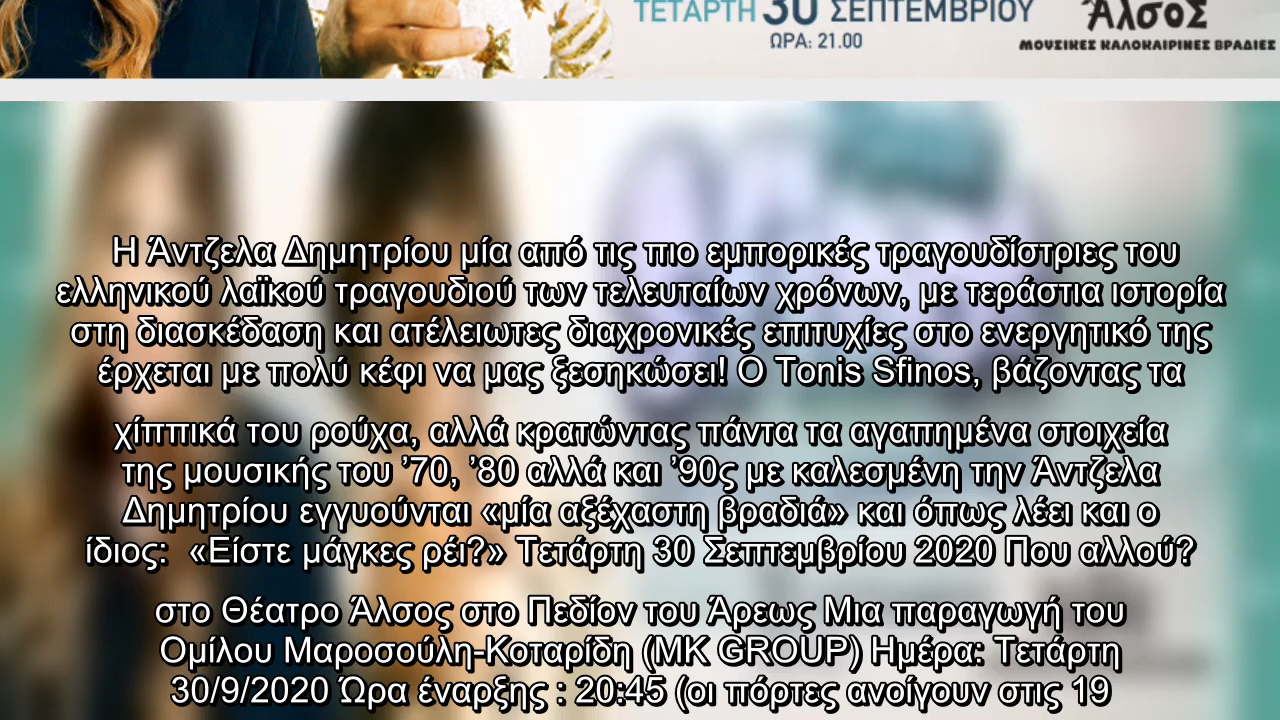 ΤΕΤΑΡΤΗ 30 ΣΕΠΤΕΜΒΡΙΟΥ
ΩΡΑ: 21.00
Άλσος
ΜΟΥΣΙΚΕΣ ΚΑΛΟΚΑΙΡΙΝΕΣ ΒΡΑΔΙΕΣ
Η Άντζελα Δημητρίου μία από τις πιο εμπορικές τραγουδίστριες του
ελληνικού λαϊκού τραγουδιού των τελευταίων χρόνων, με τεράστια ιστορία
στη διασκέδαση και ατέλειωτες διαχρονικές επιτυχίες στο ενεργητικό της
έρχεται με πολύ κέφι να μας ξεσηκώσει! Ο Tonis Sfinos, βάζοντας τα
χίππικά του ρούχα, αλλά κρατώντας πάντα τα αγαπημένα στοιχεία
της μουσικής του ’70, ’80 αλλά και ’90ς με καλεσμένη την Άντζελα
Δημητρίου εγγυούνται «μία αξέχαστη βραδιά» και όπως λέει και ο
ίδιος:  «Είστε μάγκες ρέι?» Τετάρτη 30 Σεπτεμβρίου 2020 Που αλλού?
στο Θέατρο Άλσος στο Πεδίον του Άρεως Μια παραγωγή του
Ομίλου Μαροσούλη-Κοταρίδη (MK GROUP) Ημέρα: Τετάρτη
30/9/2020 Ώρα έναρξης : 20:45 (οι πόρτες ανοίγουν στις 19